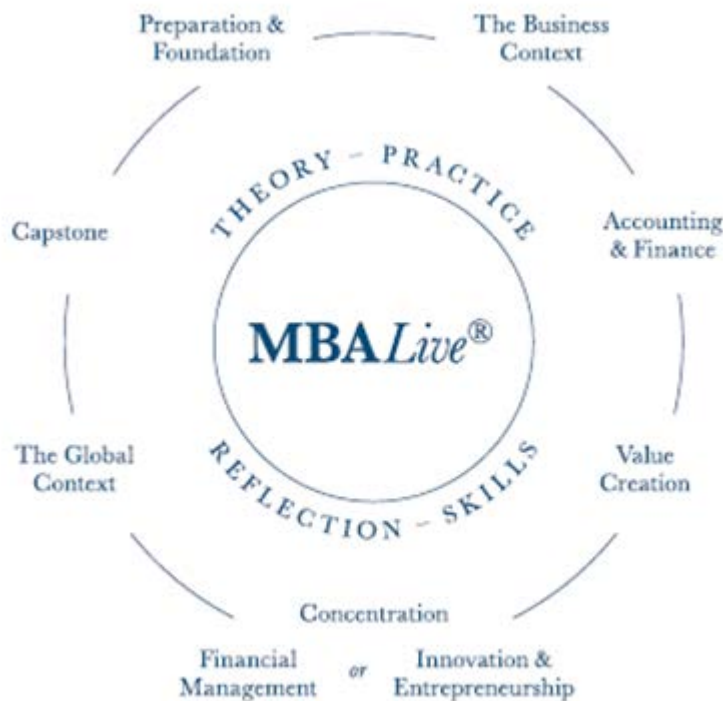 Preparation &
Foundation
The Business
Context
THEORY – PRACTICE
Capstone
Accounting
& Finance
MBALive®
The Global
Context
Value
Creation
REFLECTION – SKILLS
Concentration
Financial
Management
or
Innovation &
Entrepreneurship